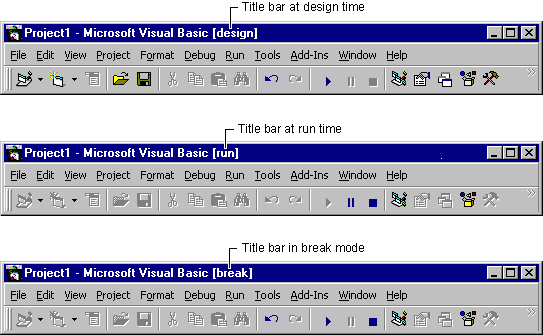 Title bar at design time
Project1 - Microsoft Visual Basic [design]
File Edit View Project Format Debug Run Tools Add-Ins Window Help
Title bar at run time
Project1 - Microsoft Visual Basic [run]
File Edit View Project Format Debug Run Tools Add-Ins Window Help
Title bar in break mode
Project1 - Microsoft Visual Basic [break]
File Edit View Project Format Debug Run Tools Add-Ins Window Help